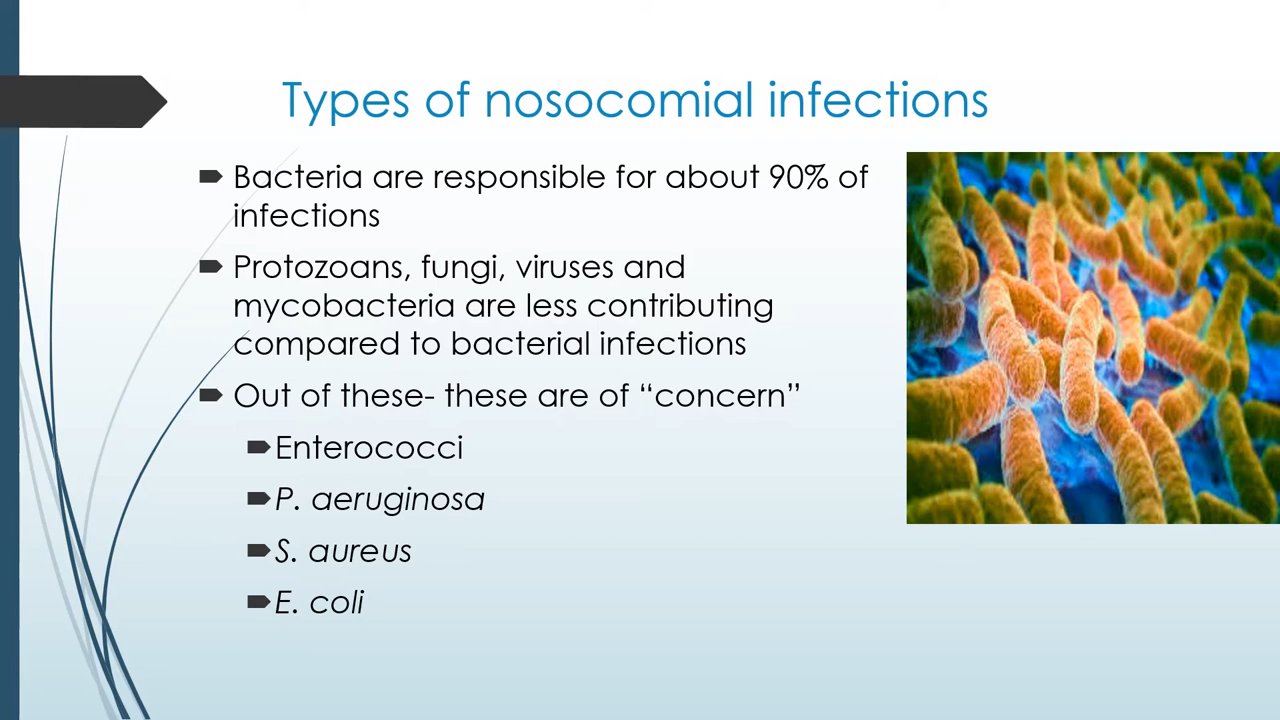 Types of nosocomial infections
Bacteria are responsible for about 90% of
infections
Protozoans, fungi, viruses and
mycobacteria are less contributing
compared to bacterial infections
Out of these- these are of “concern”
Enterococci
P. aeruginosa
S. aureus
E. coli